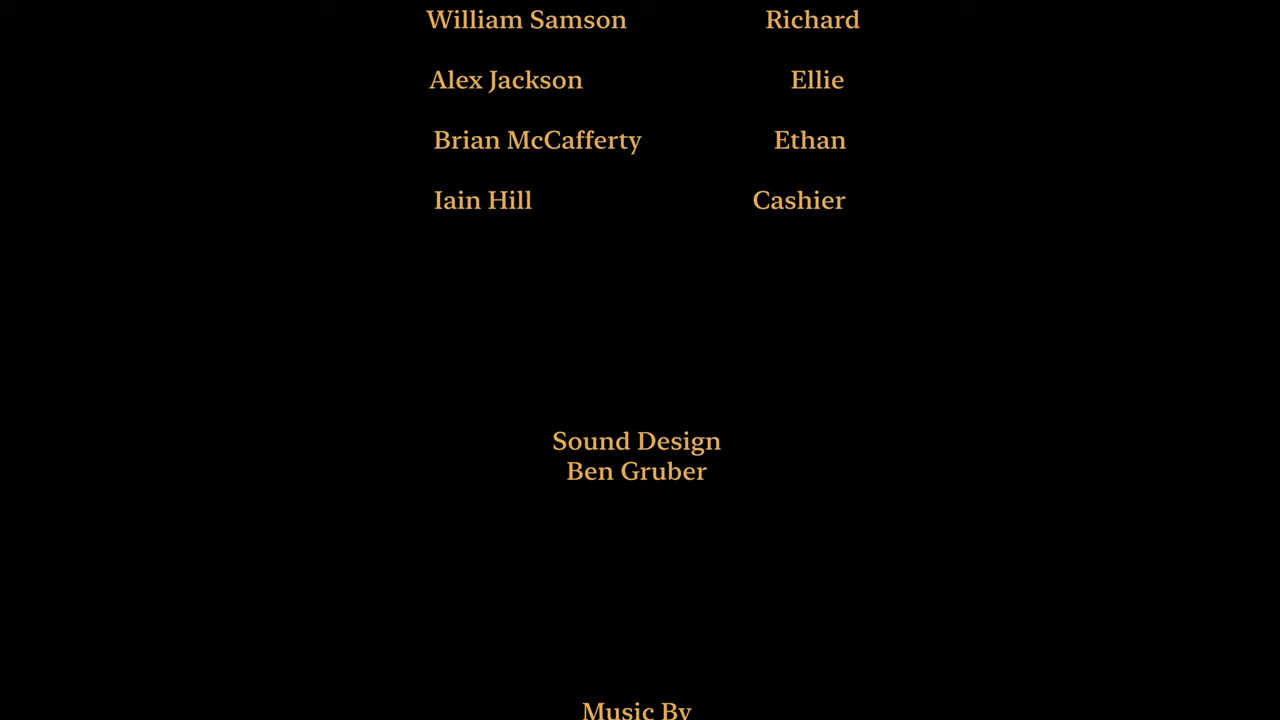 William Samson Richard
Alex Jackson Ellie
Brian McCafferty Ethan
Iain Hill Cashier
Sound Design
Ben Gruber
Music By